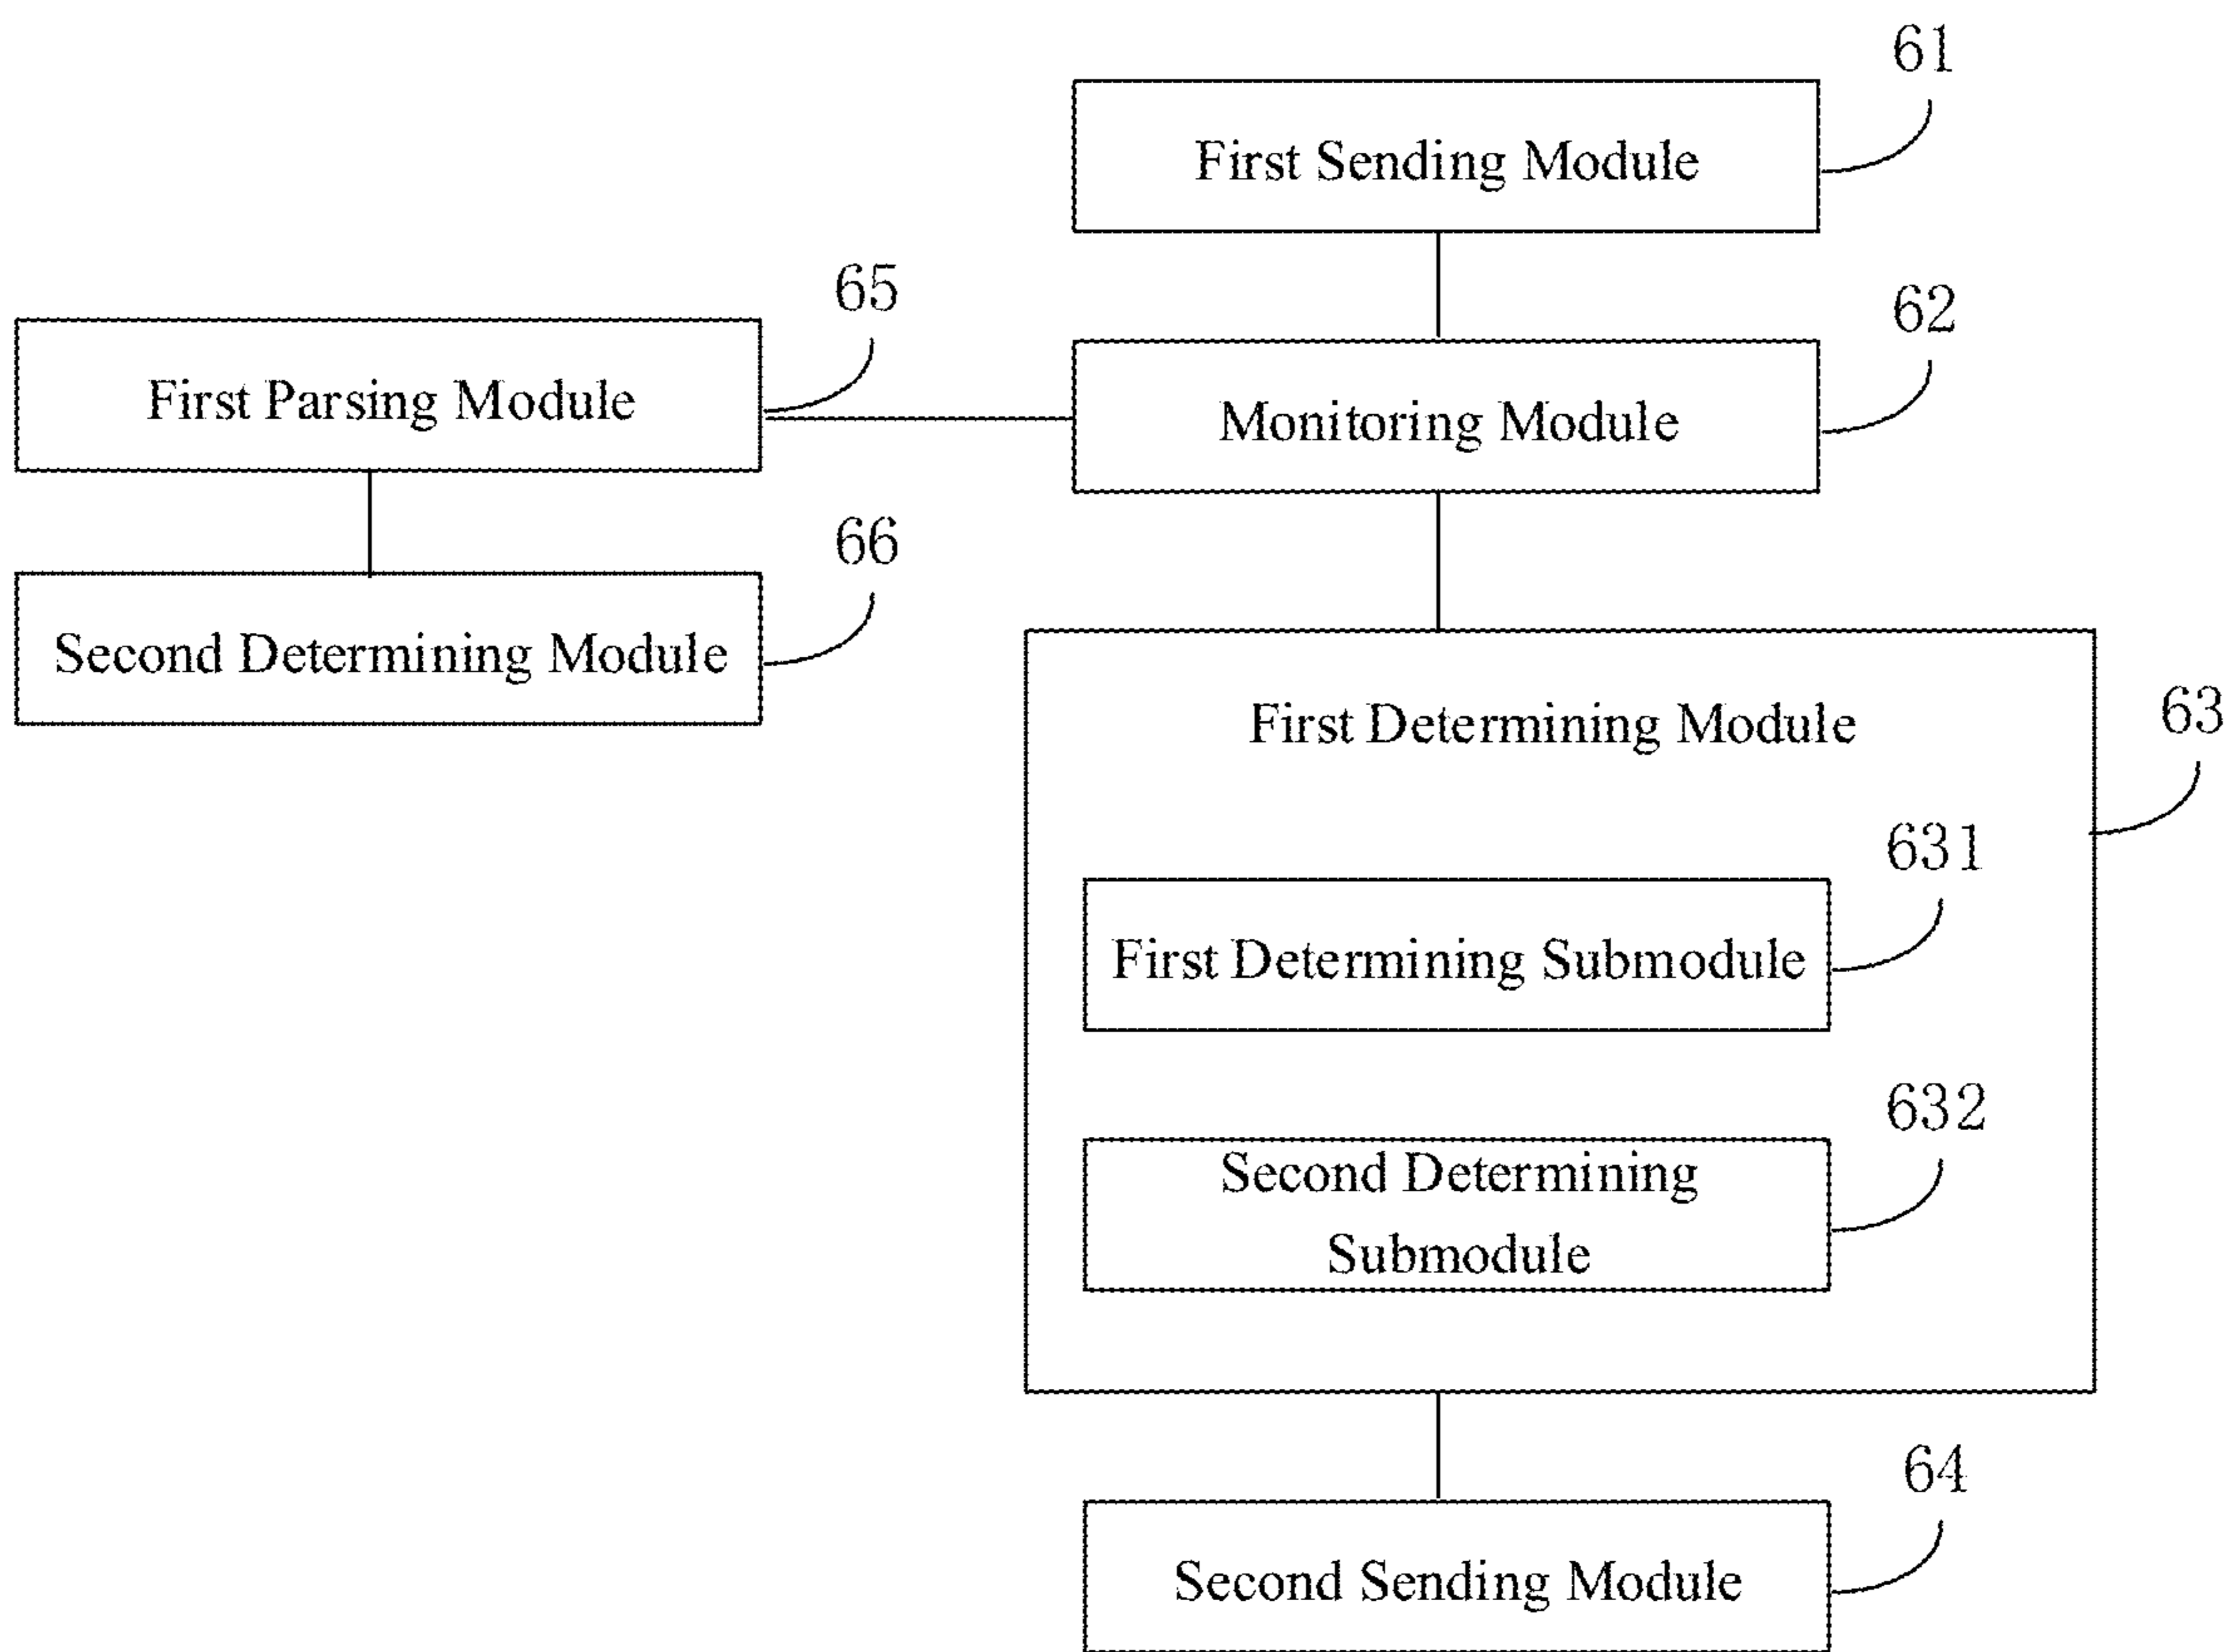 61
First Sending Module
65
62
First Parsing Module
Monitoring Module
66
Second Determining Module
63
First Determining Module
631
First Determining Submodule
632
Second Determining
Submodule
64
Second Sending Module